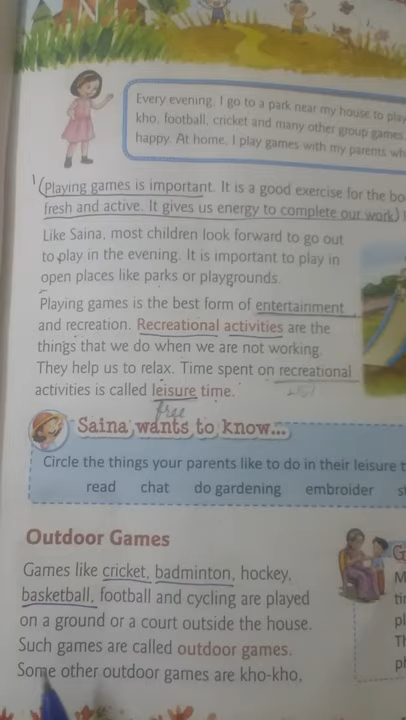 N
Every evening, I go to a park near my house to play
kho, football, cricket and many other group games
happy. At home, I play games with my parents wh
1 (Playing games is important. It is a good exercise for the bo
fresh and active. It gives us energy to complete our work)
Like Saina, most children look forward to go out
to play in the evening. It is important to play in
open places like parks or playgrounds.
Playing games is the best form of entertainment
and recreation. Recreational activities are the
things that we do when we are not working.
They help us to relax. Time spent on recreational
activities is called leisure time.
free
Saina wants to know...
Circle the things your parents like to do in their leisure t
read chat do gardening embroider s
Outdoor Games
Games like cricket, badminton, hockey,
basketball, football and cycling are played
on a ground or a court outside the house.
Such games are called outdoor games.
Some other outdoor games are kho-kho,
G
M
ti
pl
Th
pl